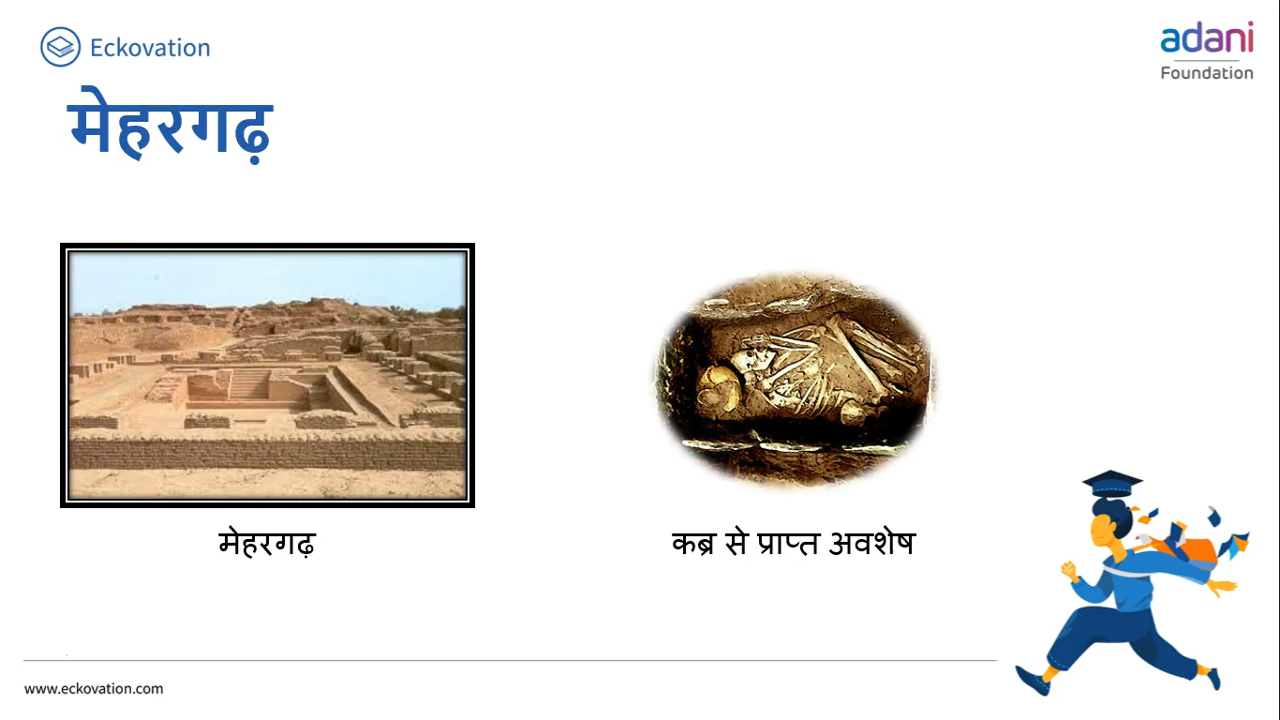 Eckovation
adani
Foundation
मेहरगढ़
मेहरगढ़
कब्र से प्राप्त अवशेष
www.eckovation.com